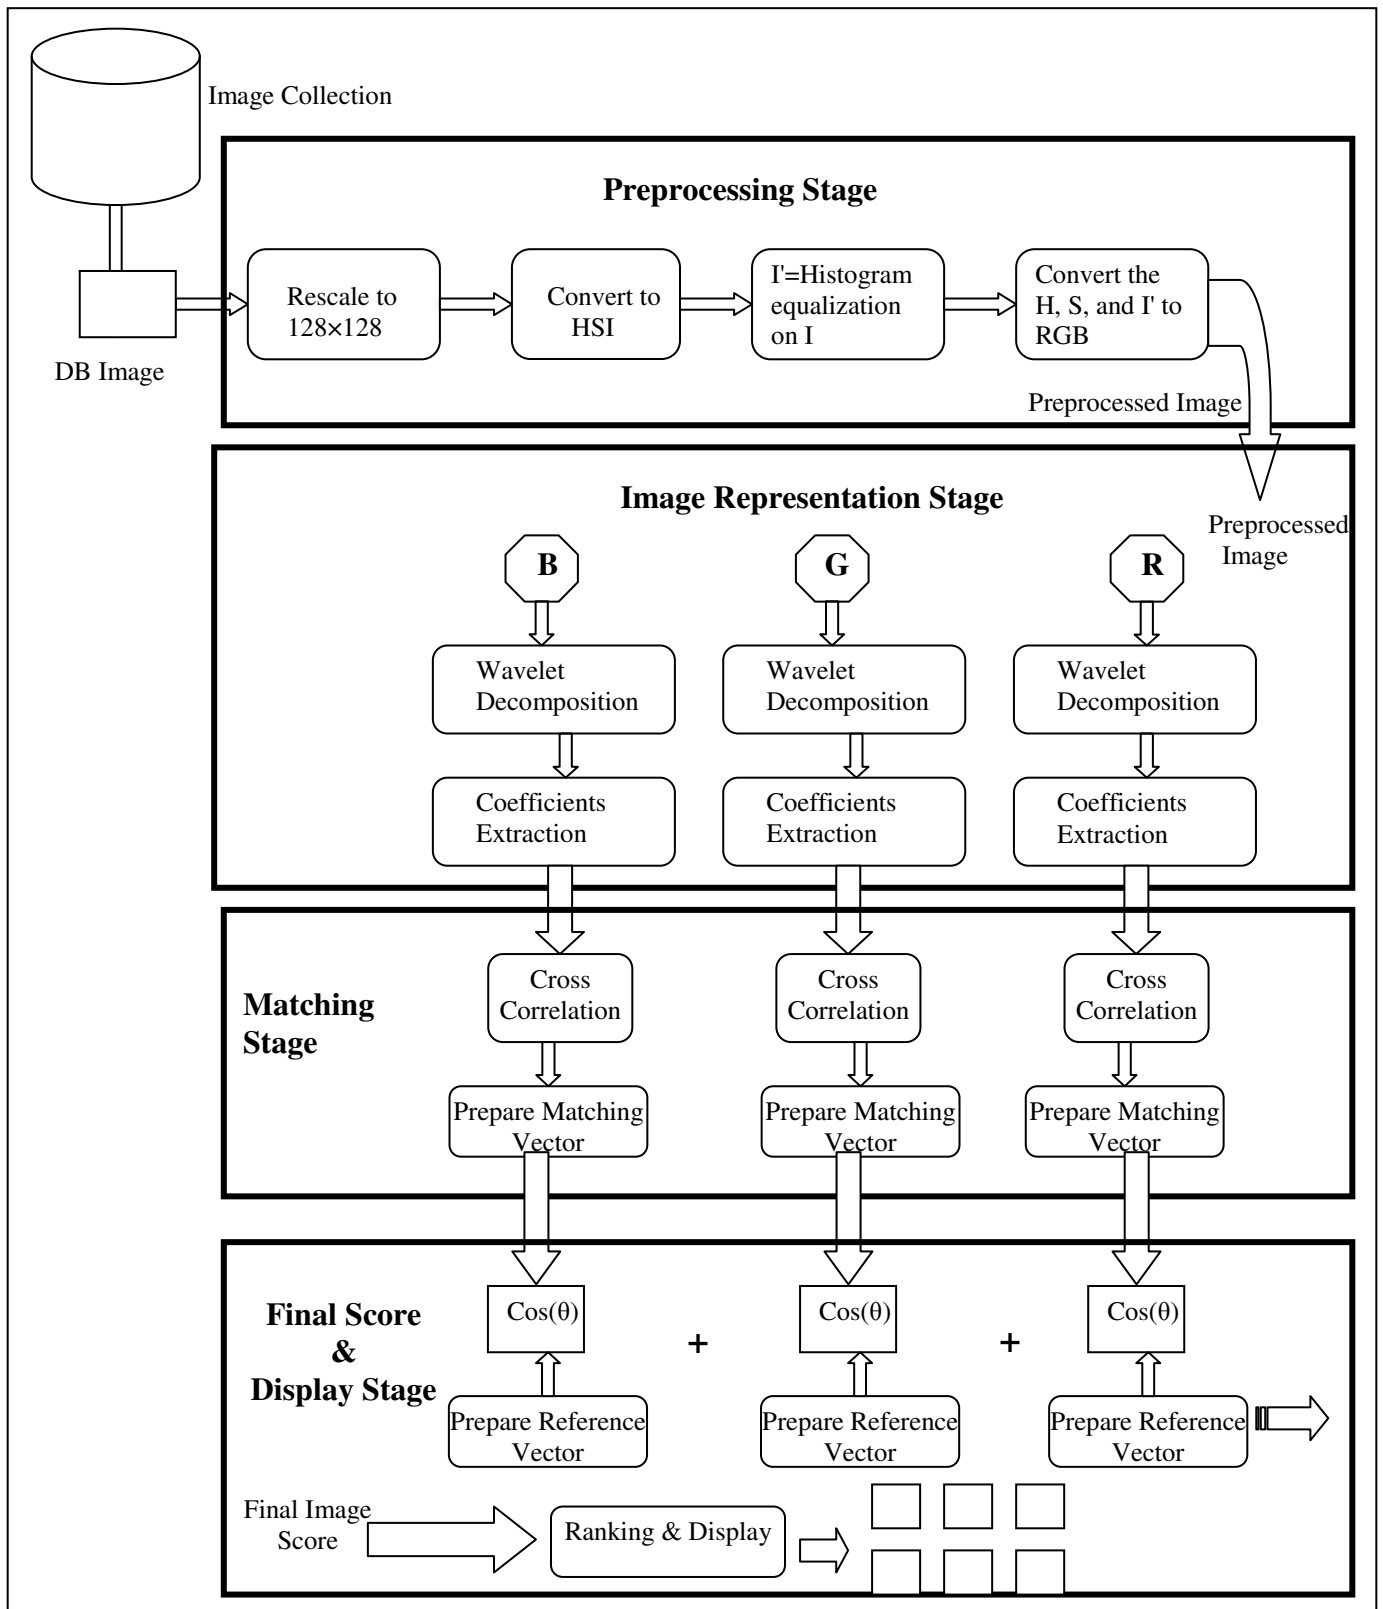 Image Collection
Preprocessing Stage
Rescale to
128×128
Convert to
HSI
I'=Histogram
equalization
on I
Convert the
H, S, and I' to
RGB
DB Image
Preprocessed Image
Image Representation Stage
Preprocessed
Image
B
G
R
Wavelet
Decomposition
Wavelet
Decomposition
Wavelet
Decomposition
Coefficients
Extraction
Coefficients
Extraction
Coefficients
Extraction
Matching
Stage
Cross
Correlation
Cross
Correlation
Cross
Correlation
Prepare Matching
Vector
Prepare Matching
Vector
Prepare Matching
Vector
Final Score
&
Display Stage
Cos(θ)
+
Cos(θ)
+
Cos(θ)
Prepare Reference
Vector
Prepare Reference
Vector
Prepare Reference
Vector
Final Image
Score
Ranking & Display